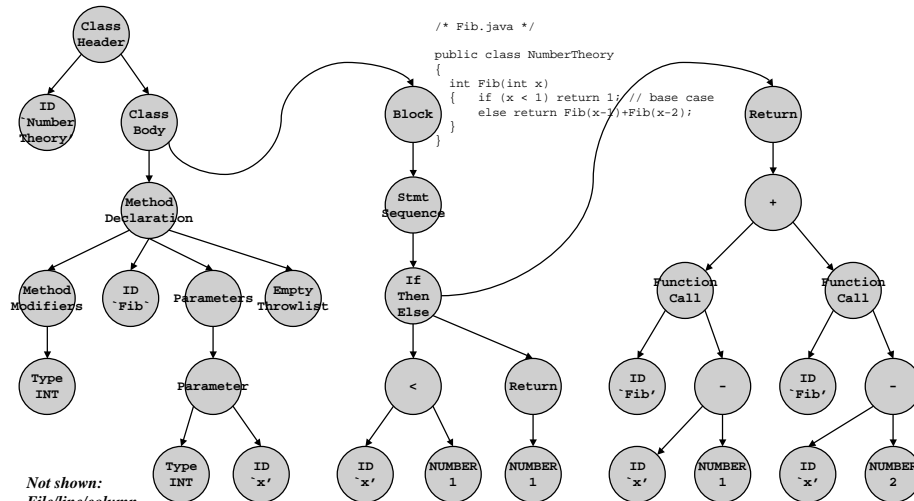 /* Fib.java */
public class NumberTheory
{
int Fib(int x)
{ if (x < 1) return 1; // base case
else return Fib(x-1)+Fib(x-2);
}
}
Class
Header
ID
`Number
Theory'
Class
Body
Method
Declaration
Method
Modifiers
ID
`Fib`
Parameters
Empty
Throwlist
Type
INT
Parameter
Type
INT
ID
`x'
Block
Stmt
Sequence
If
Then
Else
<
Return
ID
`x'
NUMBER
1
NUMBER
1
Return
+
Function
Call
Function
Call
ID
`Fib'
-
ID
`Fib'
-
ID
`x'
NUMBER
1
ID
`x'
NUMBER
2
Not shown:
File/line/column